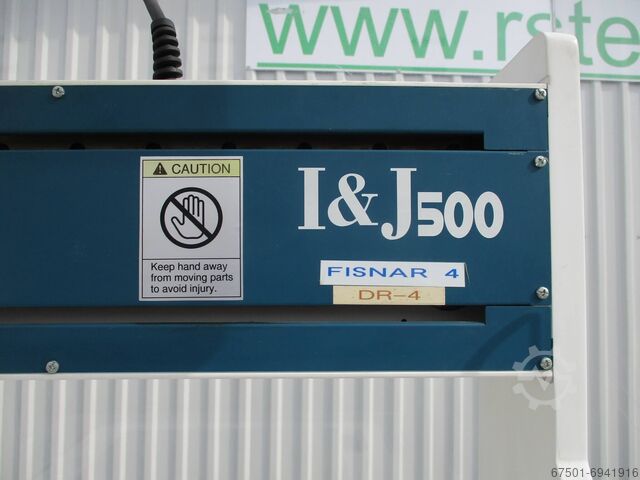 www.rste
CAUTION
Keep hand away
from moving parts
to avoid injury.
I&J500
FISNAR 4
DR-4
67501-6941916